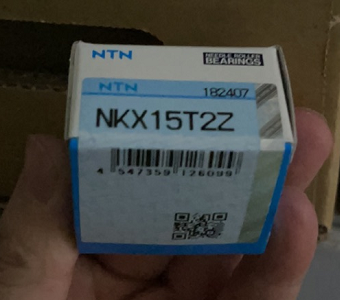 NTN
NEEDLE ROLLER
BEARINGS
NTN
182407
NKX15T2Z
4 547359 126099